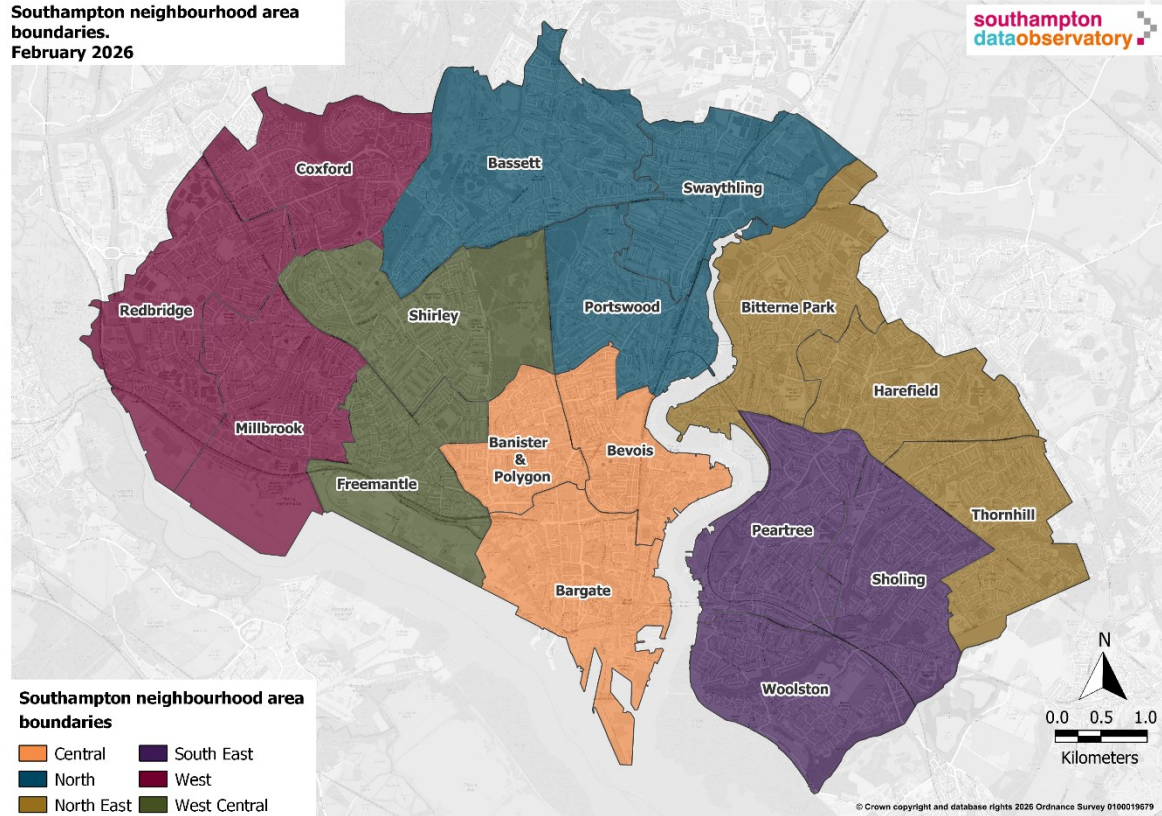 Southampton neighbourhood area
boundaries.
February 2026
southampton
dataobservatory
Coxford
Bassett
Swaythling
Redbridge
Shirley
Portswood
Bitterne Park
Harefield
Millbrook
Banister
&
Polygon
Bevois
Freemantle
Thornhill
Peartree
Sholing
Bargate
Woolston
N
0.0 0.5 1.0
Kilometers
Southampton neighbourhood area
boundaries
Central
South East
North
West
North East
West Central
© Crown copyright and database rights 2026 Ordnance Survey 0100019679